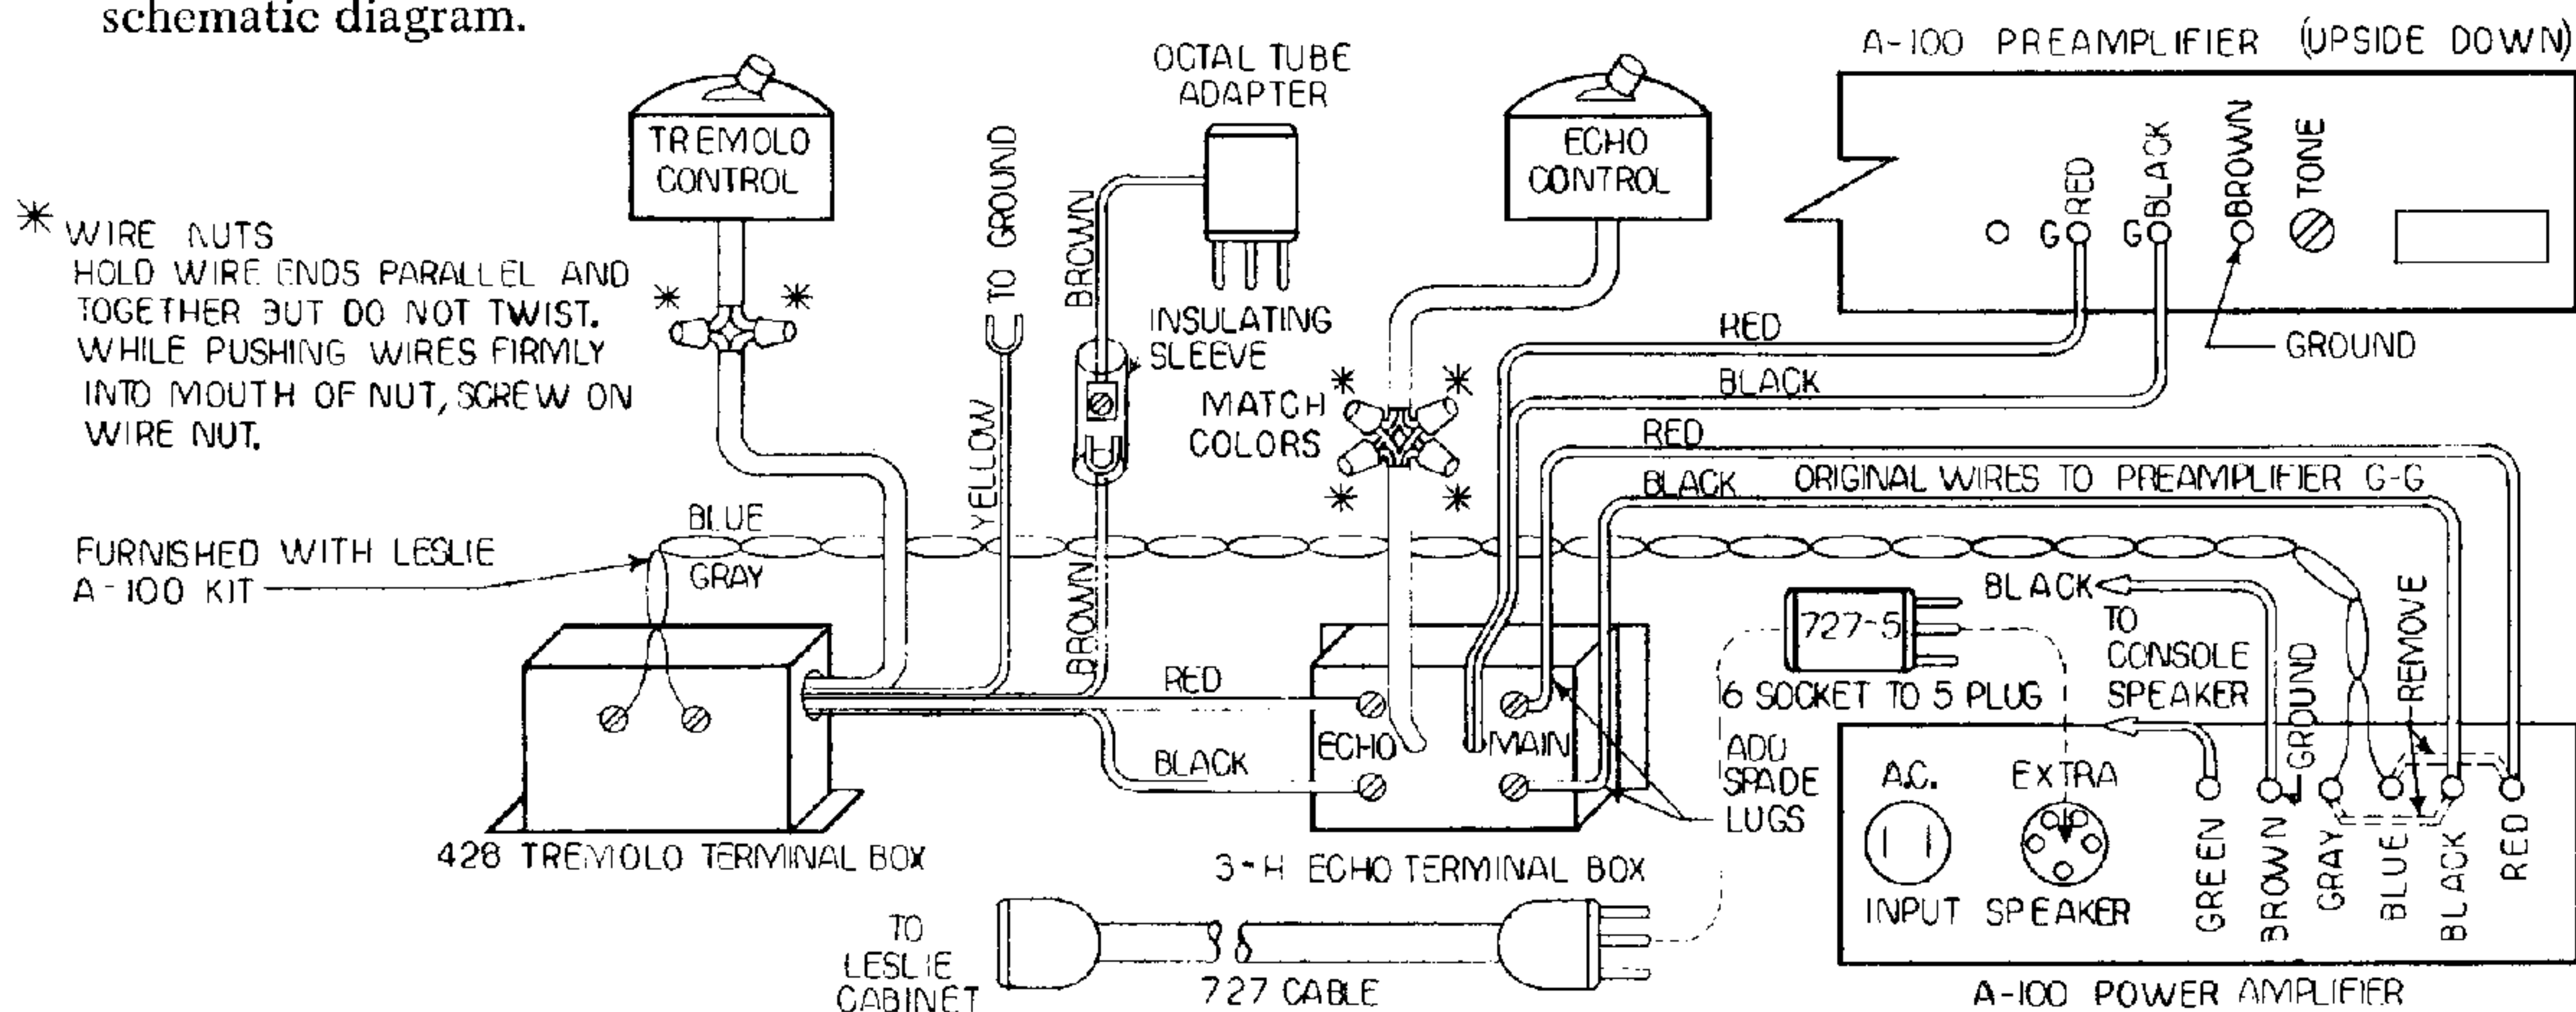 schematic diagram.
A-100 PREAMPLIFIER (UPSIDE DOWN)
OCTAL TUBE
ADAPTER
TREMOLO
CONTROL
ECHO
CONTROL
TO GROUND
BROWN
RED
BLACK
BROWN
TONE
G
G
* WIRE NUTS
HOLD WIRE ENDS PARALLEL AND
TOGETHER BUT DO NOT TWIST.
WHILE PUSHING WIRES FIRMLY
INTO MOUTH OF NUT, SCREW ON
WIRE NUT.
* *
INSULATING
SLEEVE
RED
GROUND
BLACK
* *
MATCH
COLORS
* *
YELLOW
RED
BLACK
ORIGINAL WIRES TO PREAMPLIFIER G-G
BLUE
GRAY
FURNISHED WITH LESLIE
A-100 KIT
BROWN
BLACK
TO
CONSOLE
SPEAKER
727-5
6 SOCKET TO 5 PLUG
GROUND
REMOVE
RED
BLACK
ECHO
MAIN
ADD
SPADE
LUGS
A.C.
INPUT
EXTRA
SPEAKER
GREEN
BROWN
GRAY
BLUE
BLACK
RED
428 TREMOLO TERMINAL BOX
3-H ECHO TERMINAL BOX
TO
LESLIE
CABINET
727 CABLE
A-100 POWER AMPLIFIER